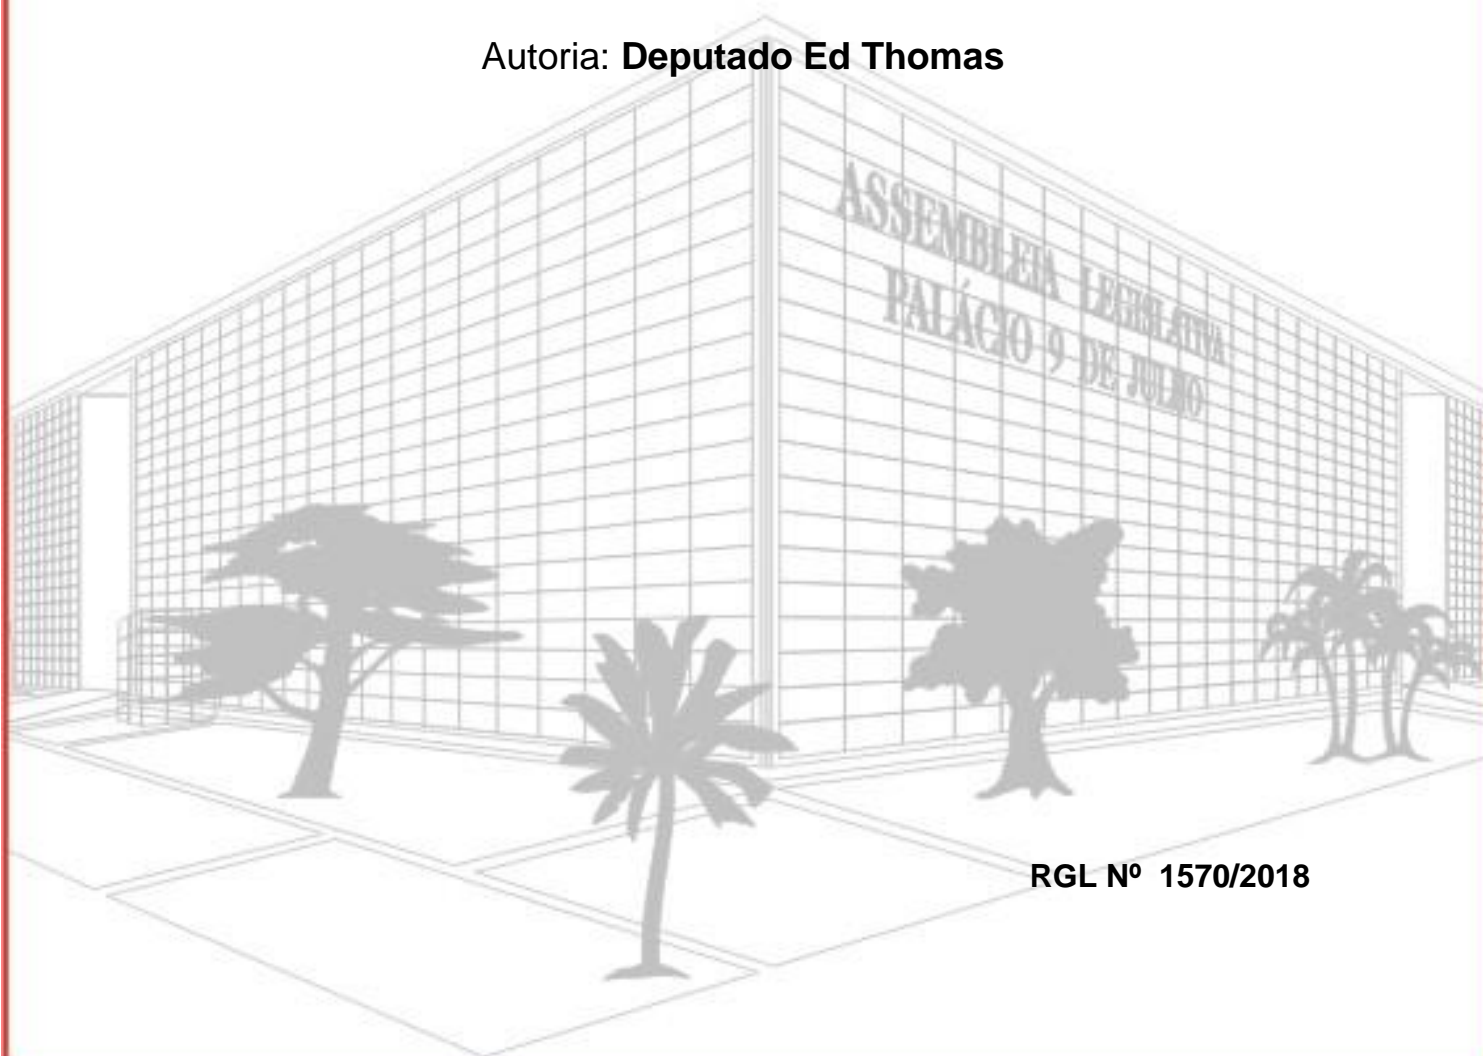 Autoria: Deputado Ed Thomas
ASSEMBLEIA LEGISLATIVA
PALÁCIO 9 DE JULHO
RGL Nº 1570/2018